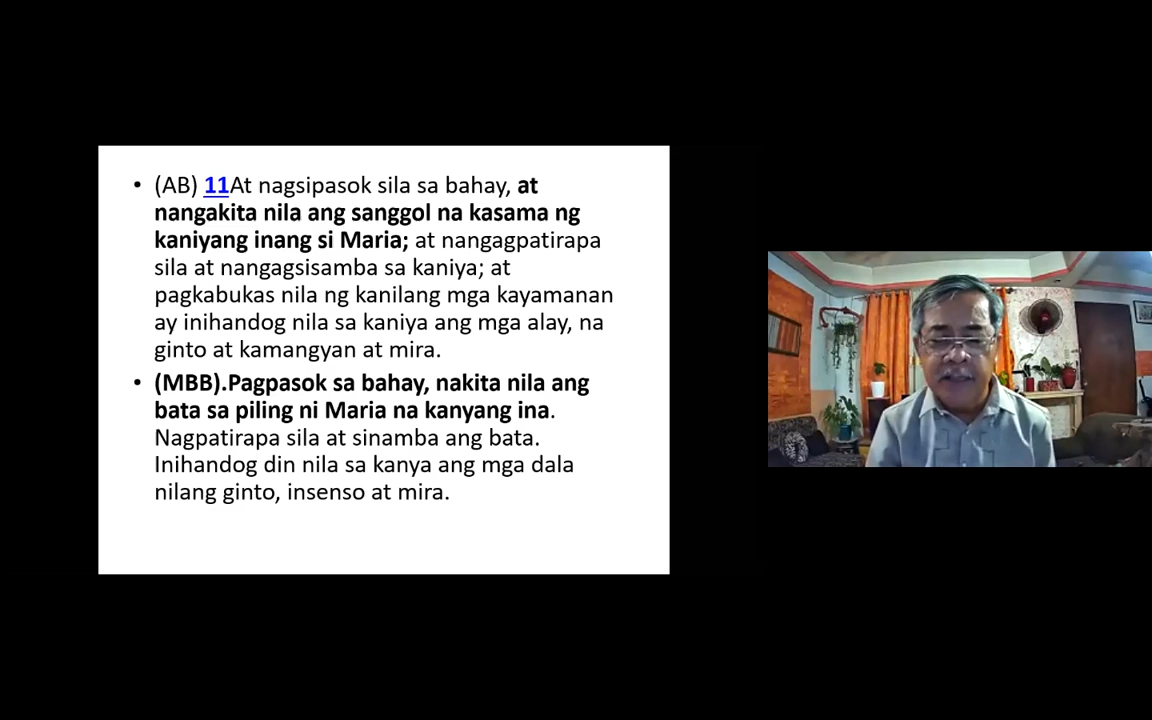 • (AB) 11At nagsipasok sila sa bahay, at
nangakita nila ang sanggol na kasama ng
kaniyang inang si Maria; at nangagpatirapa
sila at nangagsisamba sa kaniya; at
pagkabukas nila ng kanilang mga kayamanan
ay inihandog nila sa kaniya ang mga alay, na
ginto at kamangyan at mira.
• (MBB).Pagpasok sa bahay, nakita nila ang
bata sa piling ni Maria na kanyang ina.
Nagpatirapa sila at sinamba ang bata.
Inihandog din nila sa kanya ang mga dala
nilang ginto, insenso at mira.